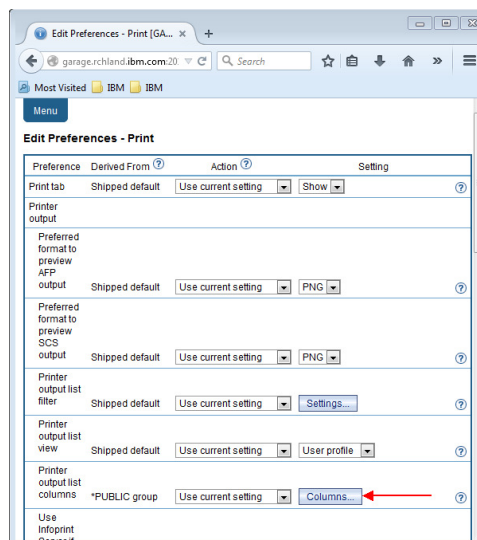 Edit Preferences - Print [GA...
garage.rchland.ibm.com:20
Search
Most Visited IBM IBM
Menu
Edit Preferences - Print
Preference Derived From ? Action ? Setting
Print tab Shipped default Use current setting Show ?
Printer
output
Preferred
format to
preview
AFP
output Shipped default Use current setting PNG ?
Preferred
format to
preview
SCS
output Shipped default Use current setting PNG ?
Printer
output list
filter Shipped default Use current setting Settings... ?
Printer
output list
view Shipped default Use current setting User profile ?
Printer
output list
columns *PUBLIC group Use current setting Columns... ?
Use
Infoprint